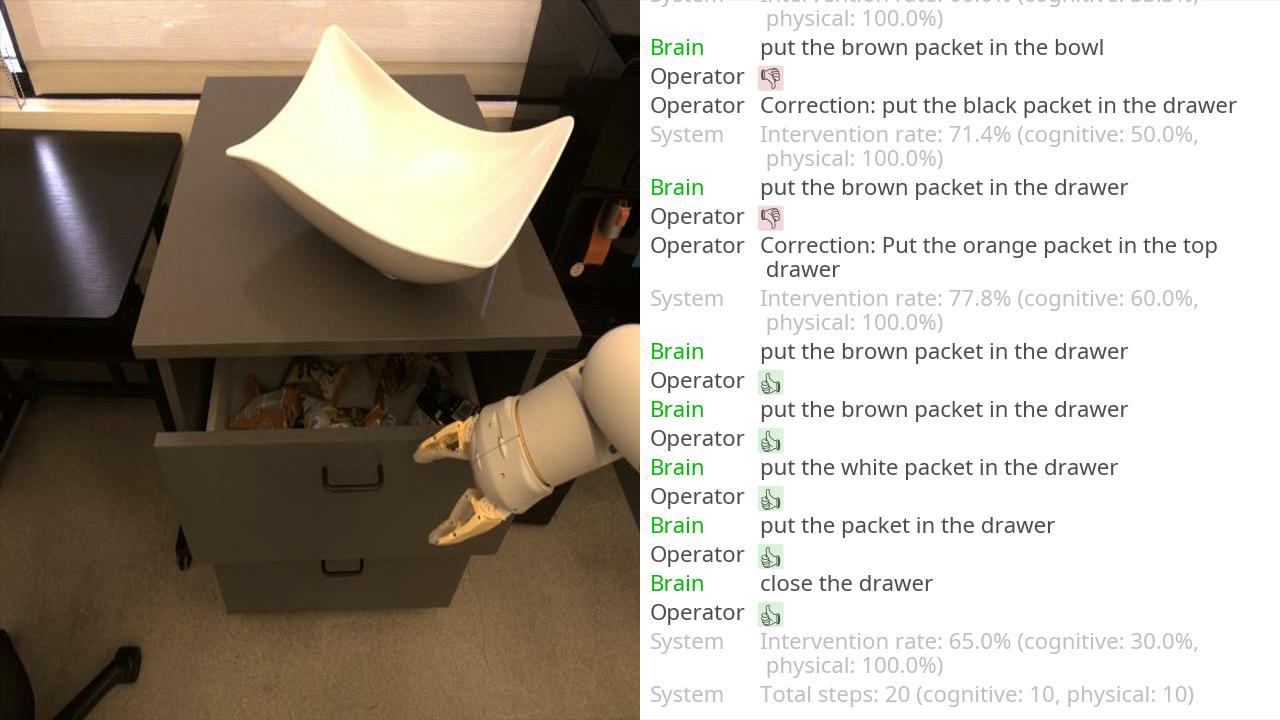 physical: 100.0%)
Brain put the brown packet in the bowl
Operator 👎
Operator Correction: put the black packet in the drawer
System Intervention rate: 71.4% (cognitive: 50.0%,
physical: 100.0%)
Brain put the brown packet in the drawer
Operator 👎
Operator Correction: Put the orange packet in the top
drawer
System Intervention rate: 77.8% (cognitive: 60.0%,
physical: 100.0%)
Brain put the brown packet in the drawer
Operator 👍
Brain put the brown packet in the drawer
Operator 👍
Brain put the white packet in the drawer
Operator 👍
Brain put the packet in the drawer
Operator 👍
Brain close the drawer
Operator 👍
System Intervention rate: 65.0% (cognitive: 30.0%,
physical: 100.0%)
System Total steps: 20 (cognitive: 10, physical: 10)